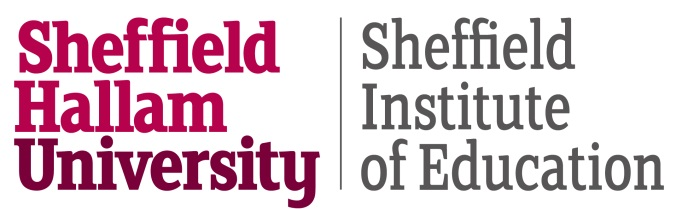 Sheffield
Hallam
University
Sheffield
Institute
of Education